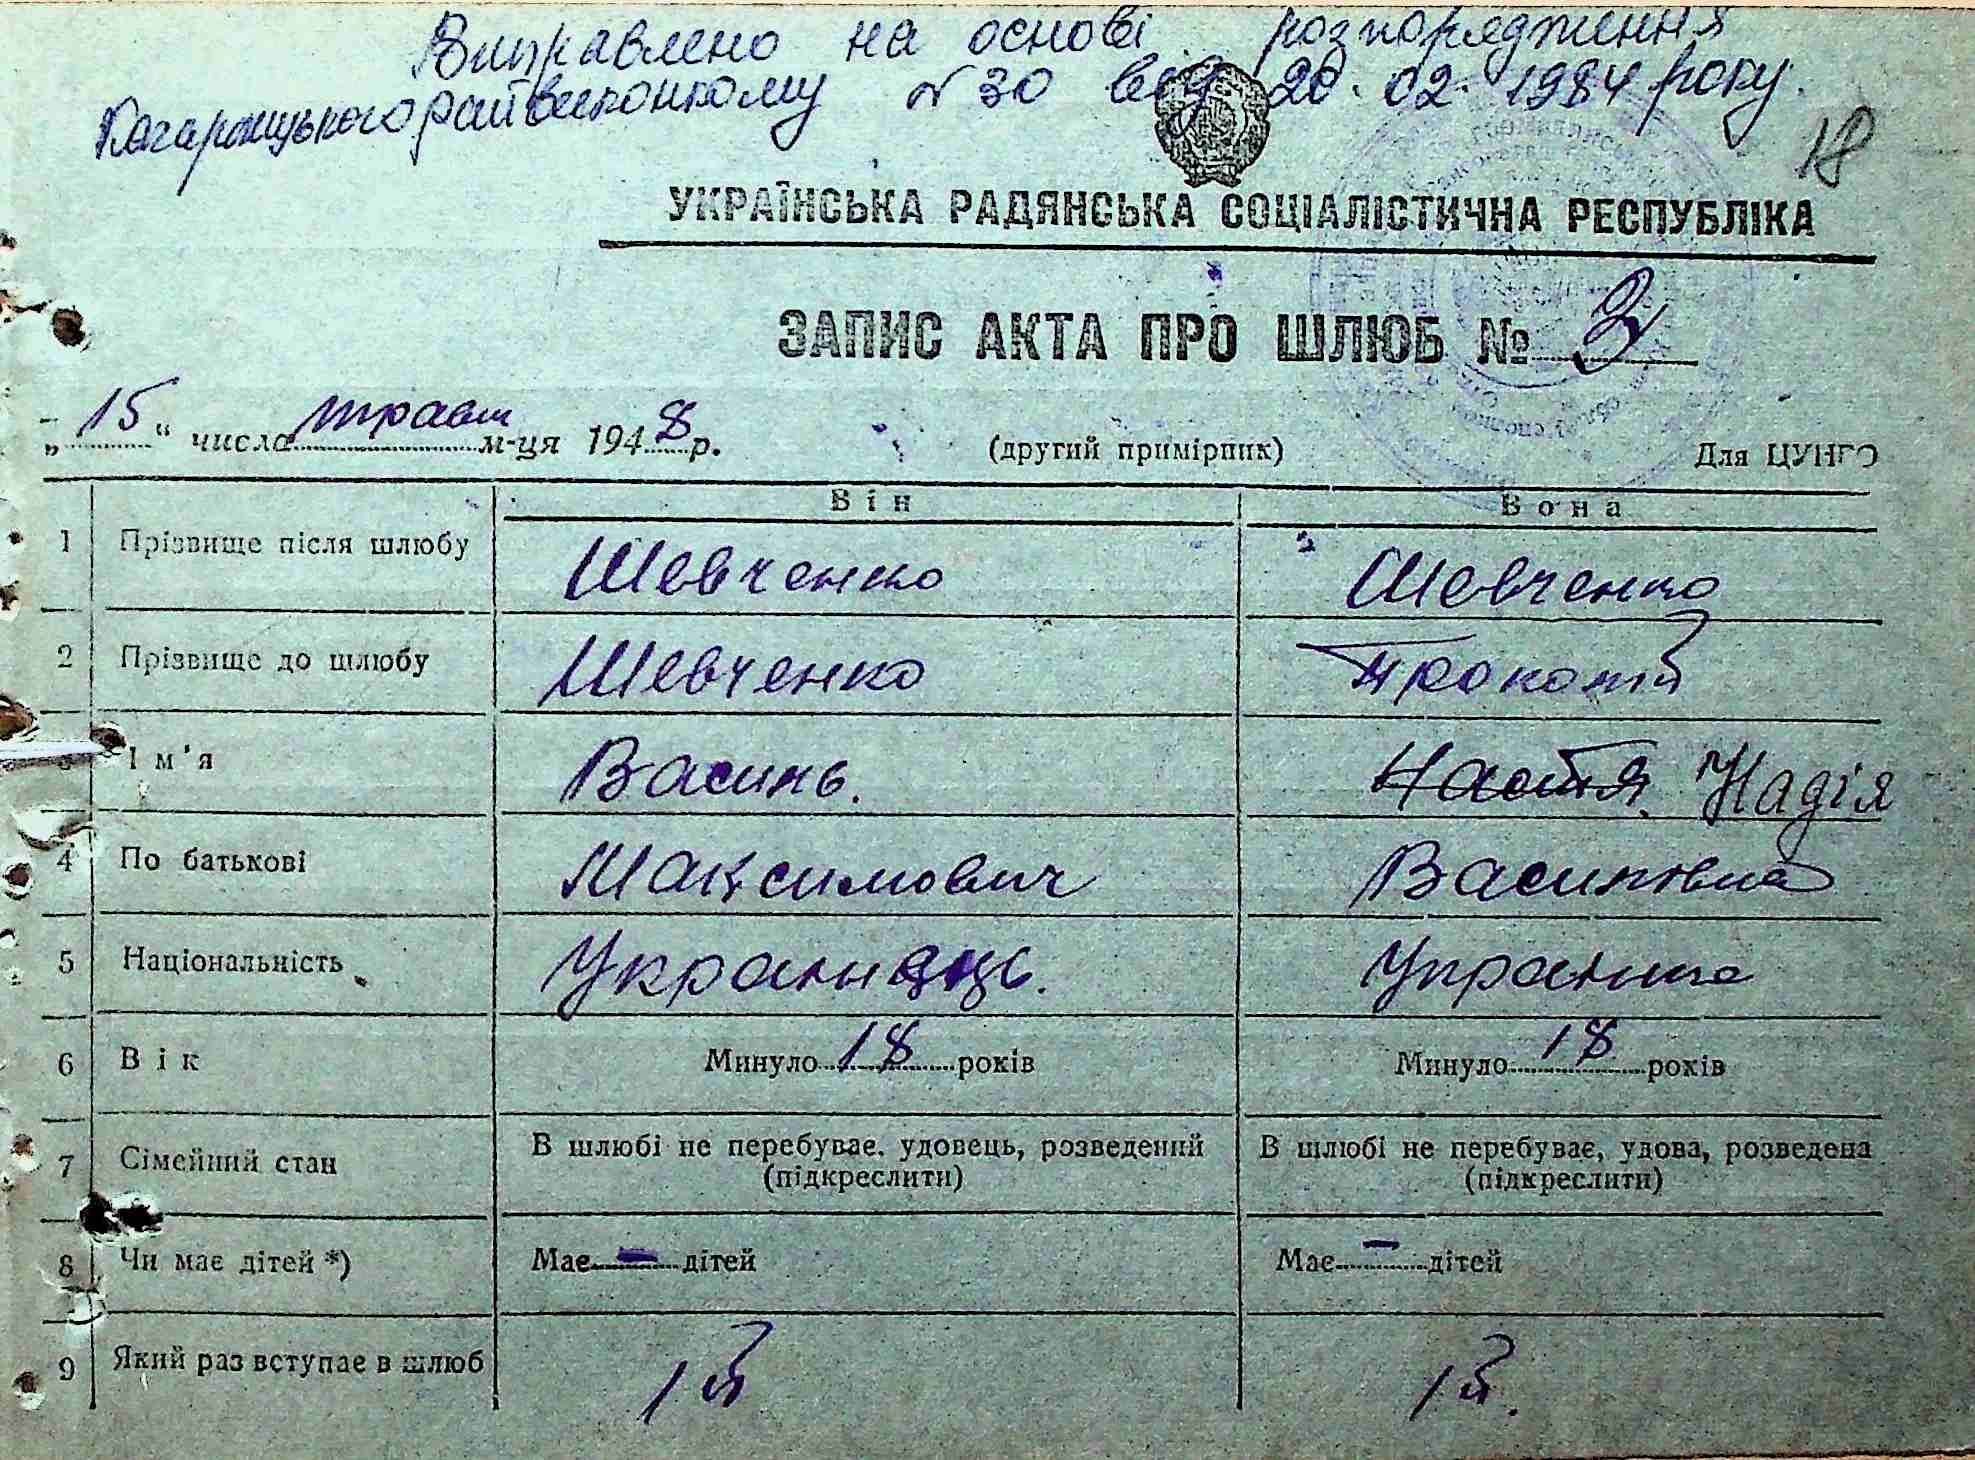 Виправлено на основі розпорядження
Кагарлицького райвиконкому № 30 від 20.02.1984 року.
18
УКРАЇНСЬКА РАДЯНСЬКА СОЦІАЛІСТИЧНА РЕСПУБЛІКА
ЗАПИС АКТА ПРО ШЛЮБ № 3
„15“ числа травм м-ця 1948 р. (другий примірник) Для ЦУНГО
Він Вона
1 Прізвище після шлюбу Шевченко Шевченко
2 Прізвище до шлюбу Шевченко Прокопій
3 Ім'я Василь. Настя. Надія
4 По батькові Максимович Василівна
5 Національність Українець. Українка
6 Вік Минуло 18 років Минуло 18 років
7 Сімейний стан В шлюбі не перебуває, удовець, розведений (підкреслити) В шлюбі не перебуває, удова, розведена (підкреслити)
8 Чи має дітей *) Має — дітей Має — дітей
9 Який раз вступає в шлюб 1й 1й.